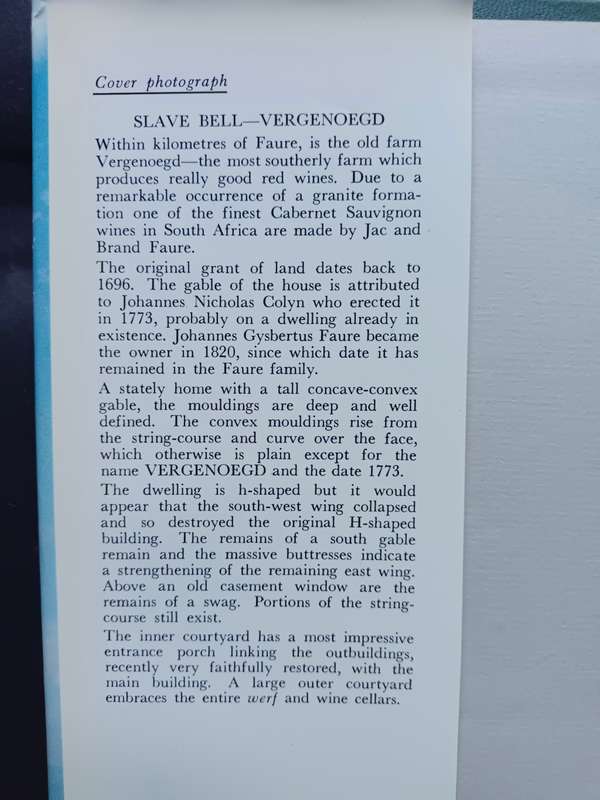 Cover photograph
SLAVE BELL—VERGENOEGD
Within kilometres of Faure, is the old farm
Vergenoegd—the most southerly farm which
produces really good red wines. Due to a
remarkable occurrence of a granite forma-
tion one of the finest Cabernet Sauvignon
wines in South Africa are made by Jac and
Brand Faure.
The original grant of land dates back to
1696. The gable of the house is attributed
to Johannes Nicholas Colyn who erected it
in 1773, probably on a dwelling already in
existence. Johannes Gysbertus Faure became
the owner in 1820, since which date it has
remained in the Faure family.
A stately home with a tall concave-convex
gable, the mouldings are deep and well
defined. The convex mouldings rise from
the string-course and curve over the face,
which otherwise is plain except for the
name VERGENOEGD and the date 1773.
The dwelling is h-shaped but it would
appear that the south-west wing collapsed
and so destroyed the original H-shaped
building. The remains of a south gable
remain and the massive buttresses indicate
a strengthening of the remaining east wing.
Above an old casement window are the
remains of a swag. Portions of the string-
course still exist.
The inner courtyard has a most impressive
entrance porch linking the outbuildings,
recently very faithfully restored, with the
main building. A large outer courtyard
embraces the entire werf and wine cellars.